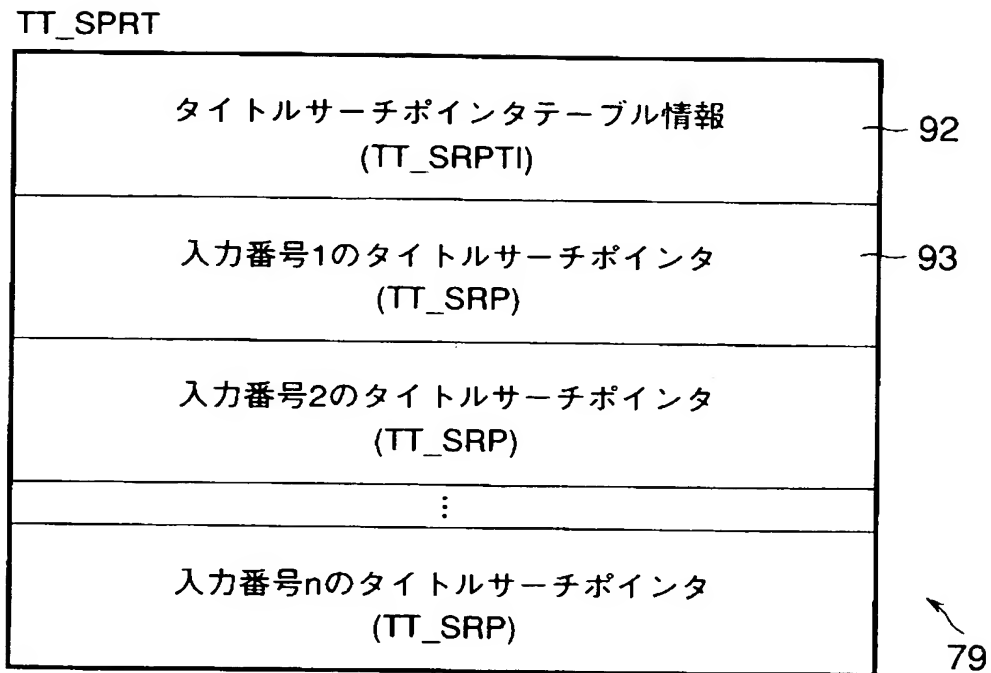 TT_SPRT
タイトルサーチポインタテーブル情報
(TT_SRPTI)
92
入力番号1のタイトルサーチポインタ
(TT_SRP)
93
入力番号2のタイトルサーチポインタ
(TT_SRP)
⋮
入力番号nのタイトルサーチポインタ
(TT_SRP)
79